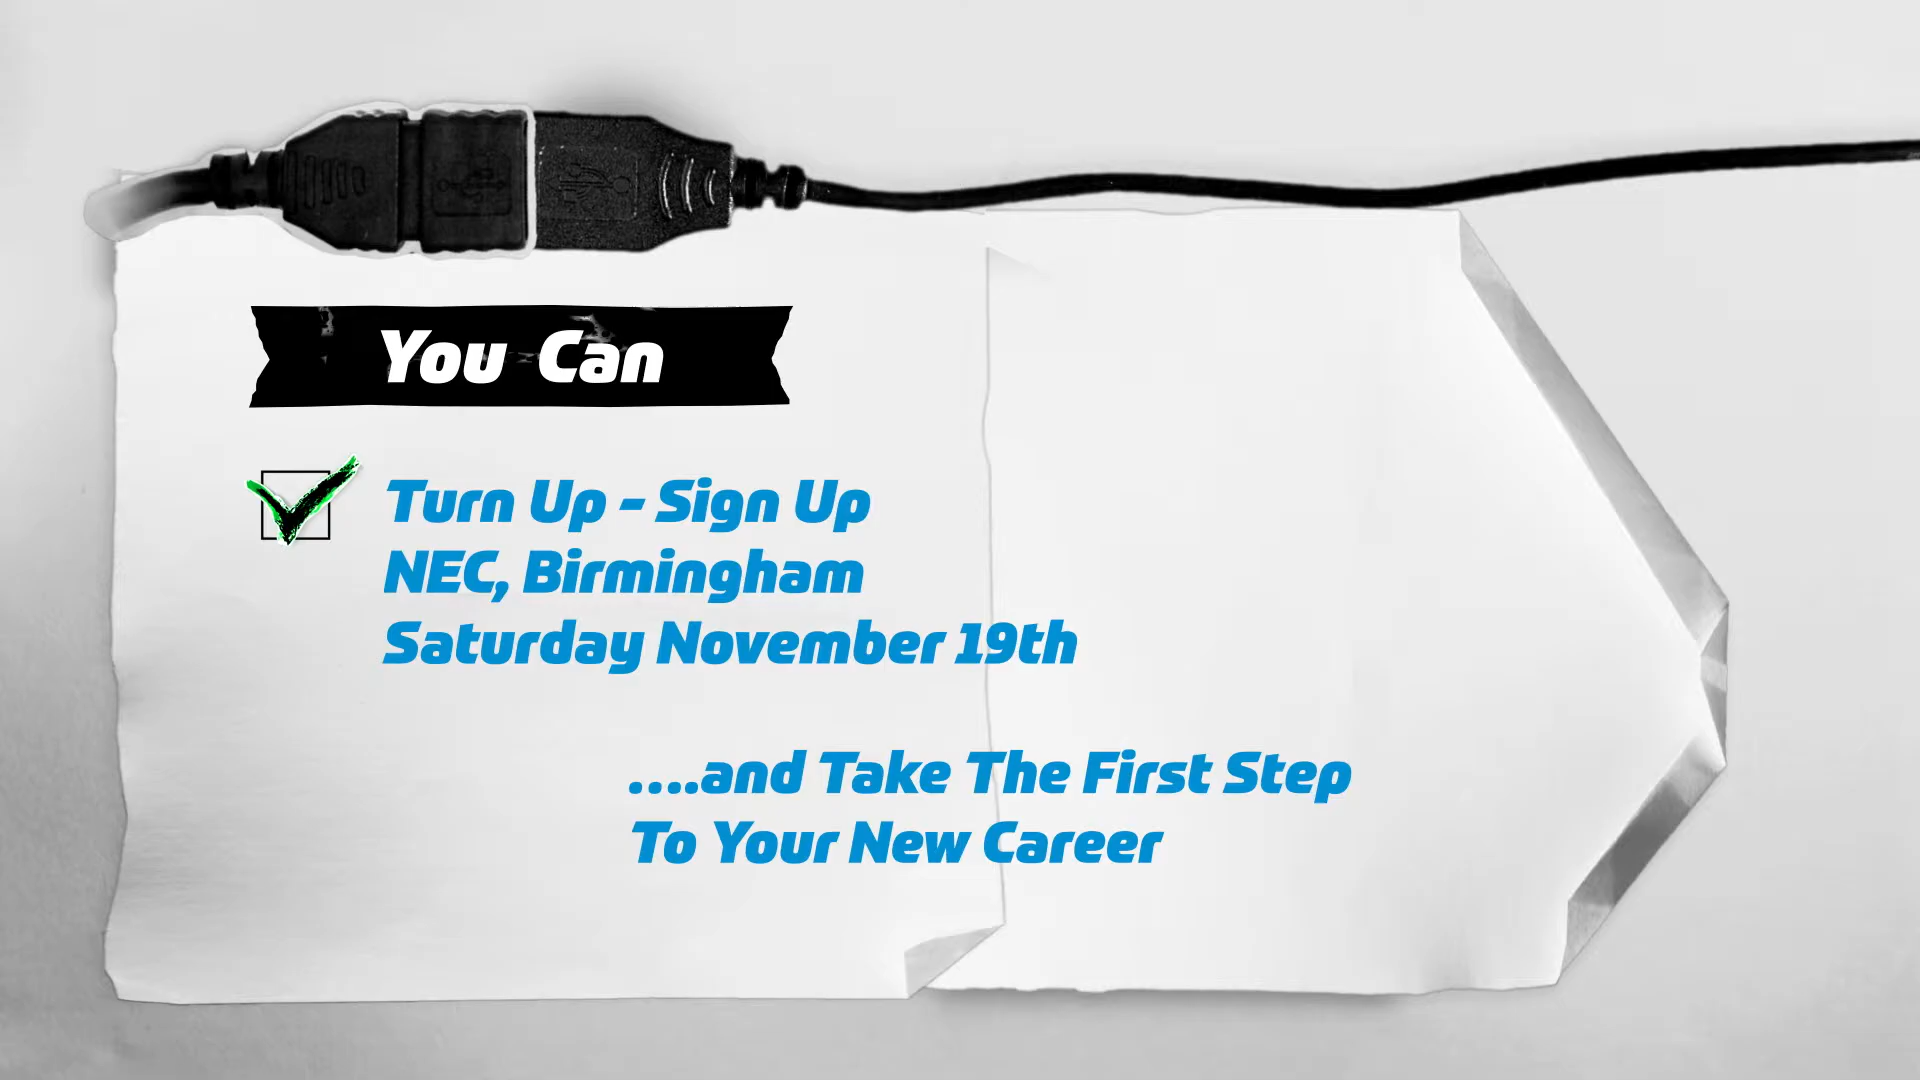 You Can
Turn Up - Sign Up
NEC, Birmingham
Saturday November 19th
....and Take The First Step
To Your New Career